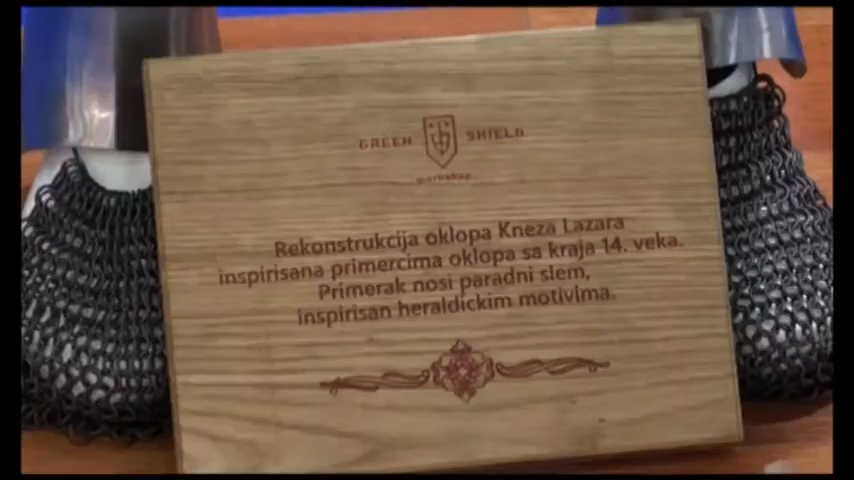 GREEN SHIELD
workshop
Rekonstrukcija oklopa Kneza Lazara
inspirisana primercima oklopa sa kraja 14. veka.
Primerak nosi paradni slem,
inspirisan heraldickim motivima.